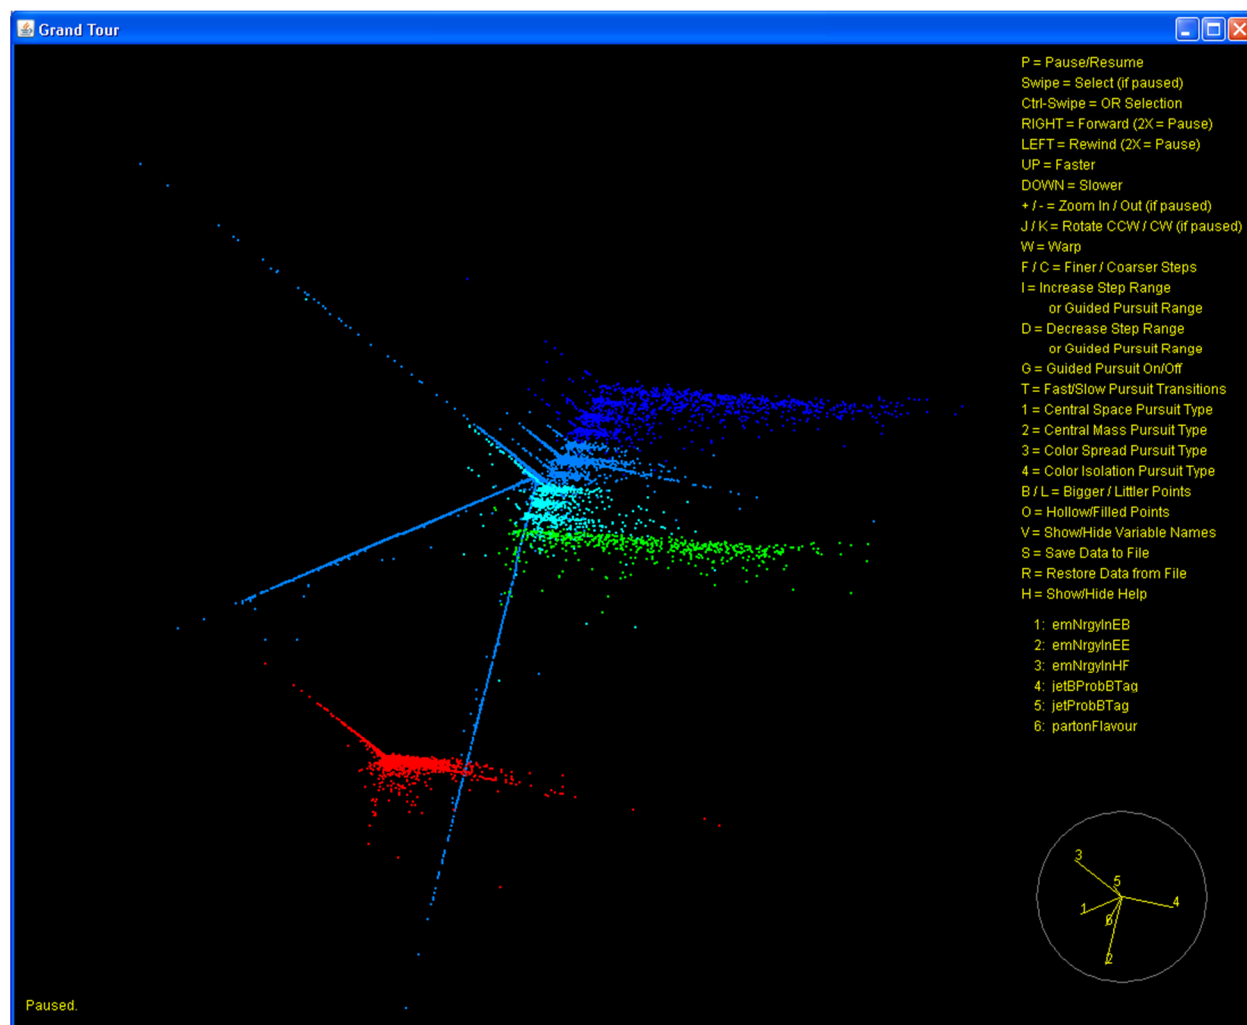 Grand Tour
P = Pause/Resume
Swipe = Select (if paused)
Ctrl-Swipe = OR Selection
RIGHT = Forward (2X = Pause)
LEFT = Rewind (2X = Pause)
UP = Faster
DOWN = Slower
+ / - = Zoom In / Out (if paused)
J / K = Rotate CCW / CW (if paused)
W = Warp
F / C = Finer / Coarser Steps
I = Increase Step Range
or Guided Pursuit Range
D = Decrease Step Range
or Guided Pursuit Range
G = Guided Pursuit On/Off
T = Fast/Slow Pursuit Transitions
1 = Central Space Pursuit Type
2 = Central Mass Pursuit Type
3 = Color Spread Pursuit Type
4 = Color Isolation Pursuit Type
B / L = Bigger / Littler Points
O = Hollow/Filled Points
V = Show/Hide Variable Names
S = Save Data to File
R = Restore Data from File
H = Show/Hide Help
1: emNrgyInEB
2: emNrgyInEE
3: emNrgyInHF
4: jetBProbBTag
5: jetProbBTag
6: partonFlavour
3
5
4
1
6
2
Paused.